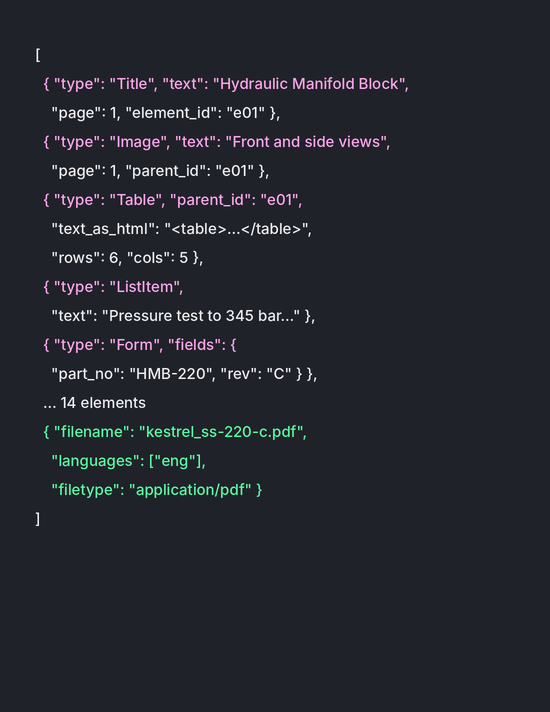 [
{ "type": "Title", "text": "Hydraulic Manifold Block",
"page": 1, "element_id": "e01" },
{ "type": "Image", "text": "Front and side views",
"page": 1, "parent_id": "e01" },
{ "type": "Table", "parent_id": "e01",
"text_as_html": "<table>...</table>",
"rows": 6, "cols": 5 },
{ "type": "ListItem",
"text": "Pressure test to 345 bar..." },
{ "type": "Form", "fields": {
"part_no": "HMB-220", "rev": "C" } },
... 14 elements
{ "filename": "kestrel_ss-220-c.pdf",
"languages": ["eng"],
"filetype": "application/pdf" }
]